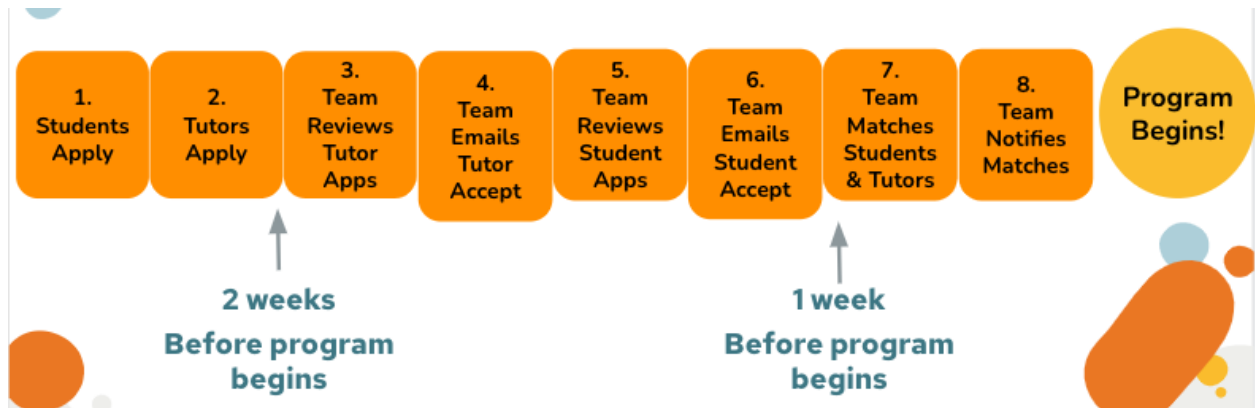 1.
Students
Apply
2.
Tutors
Apply
3.
Team
Reviews
Tutor
Apps
4.
Team
Emails
Tutor
Accept
5.
Team
Reviews
Student
Apps
6.
Team
Emails
Student
Accept
7.
Team
Matches
Students
& Tutors
8.
Team
Notifies
Matches
Program
Begins!
2 weeks
Before program
begins
1 week
Before program
begins